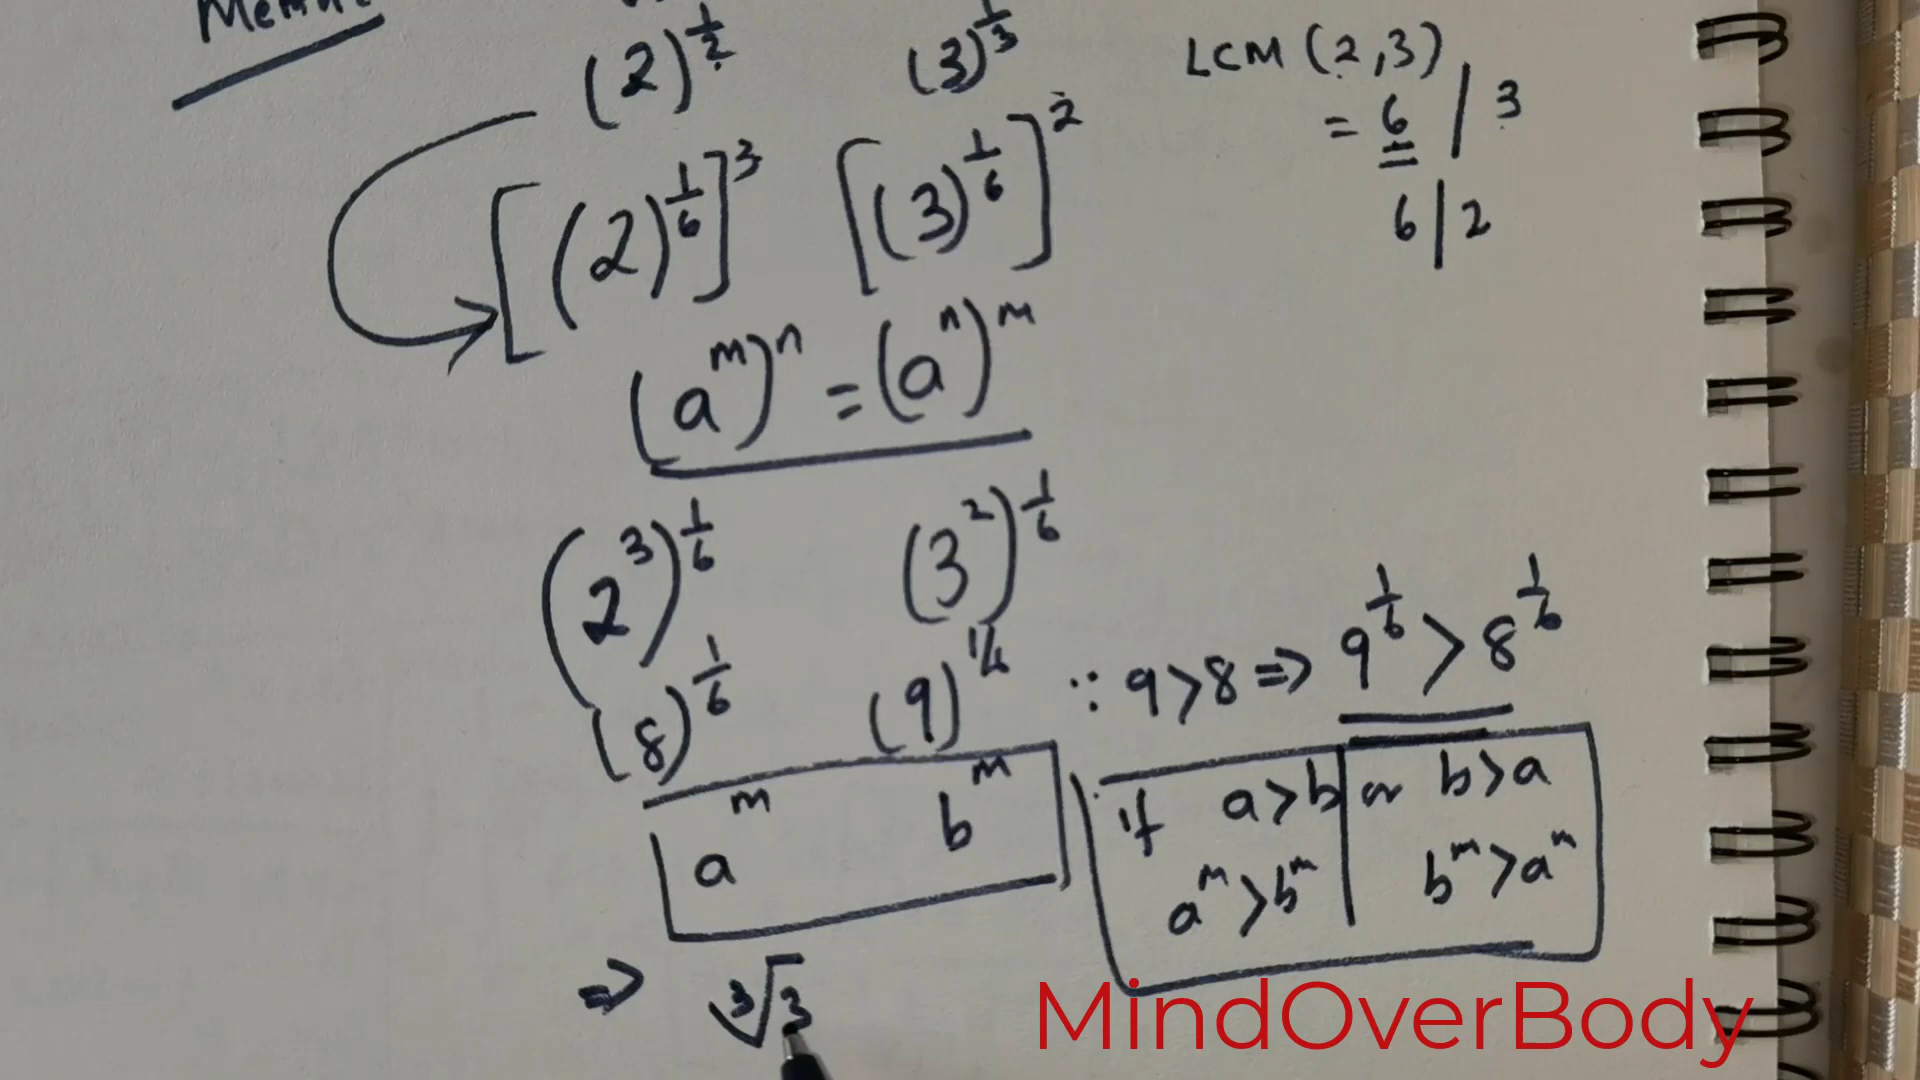 (2)^{1/2} (3)^{1/3} LCM (2,3)
= 6 / 3
[(2)^{1/6}]^3 [(3)^{1/6}]^2 6 / 2
(a^m)^n = (a^n)^m
(2^3)^{1/6} (3^2)^{1/6}
(8)^{1/6} (9)^{1/6} ∵ 9 > 8 ⇒ 9^{1/6} > 8^{1/6}
a^m b^m
if a > b or b > a
a^m > b^m b^m > a^m
⇒ ∛3
MindOverBody